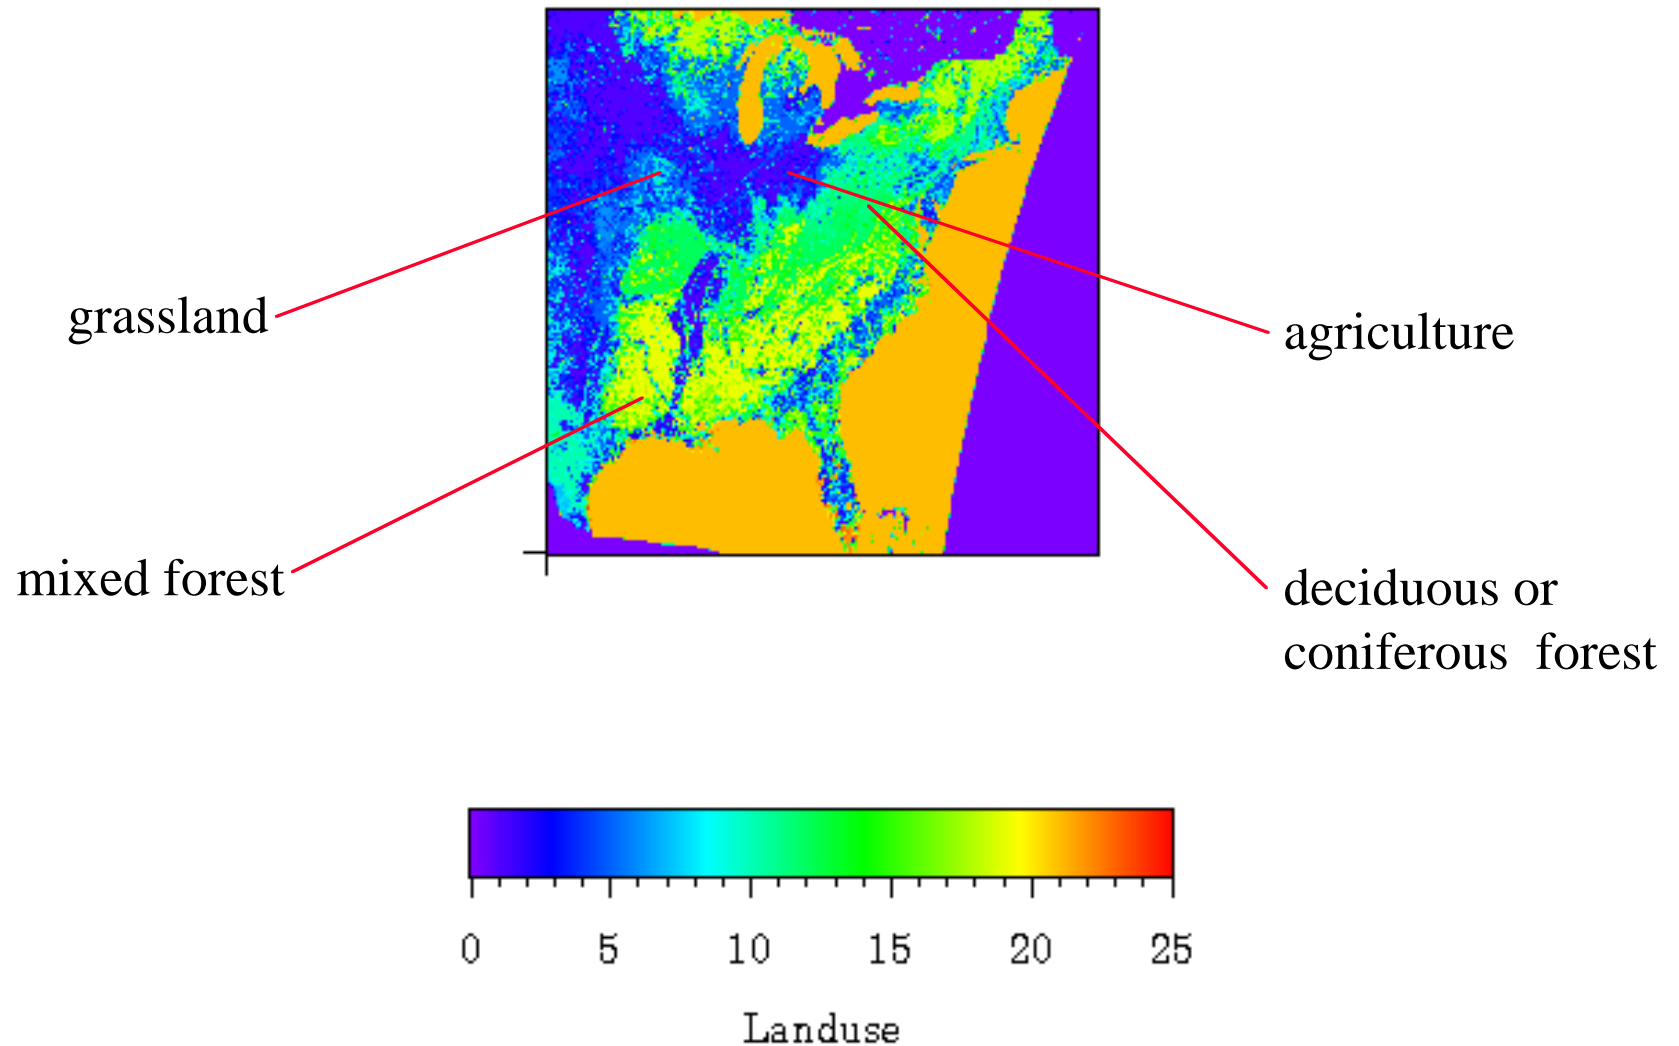 grassland
agriculture
mixed forest
deciduous or
coniferous forest
0 5 10 15 20 25
Landuse